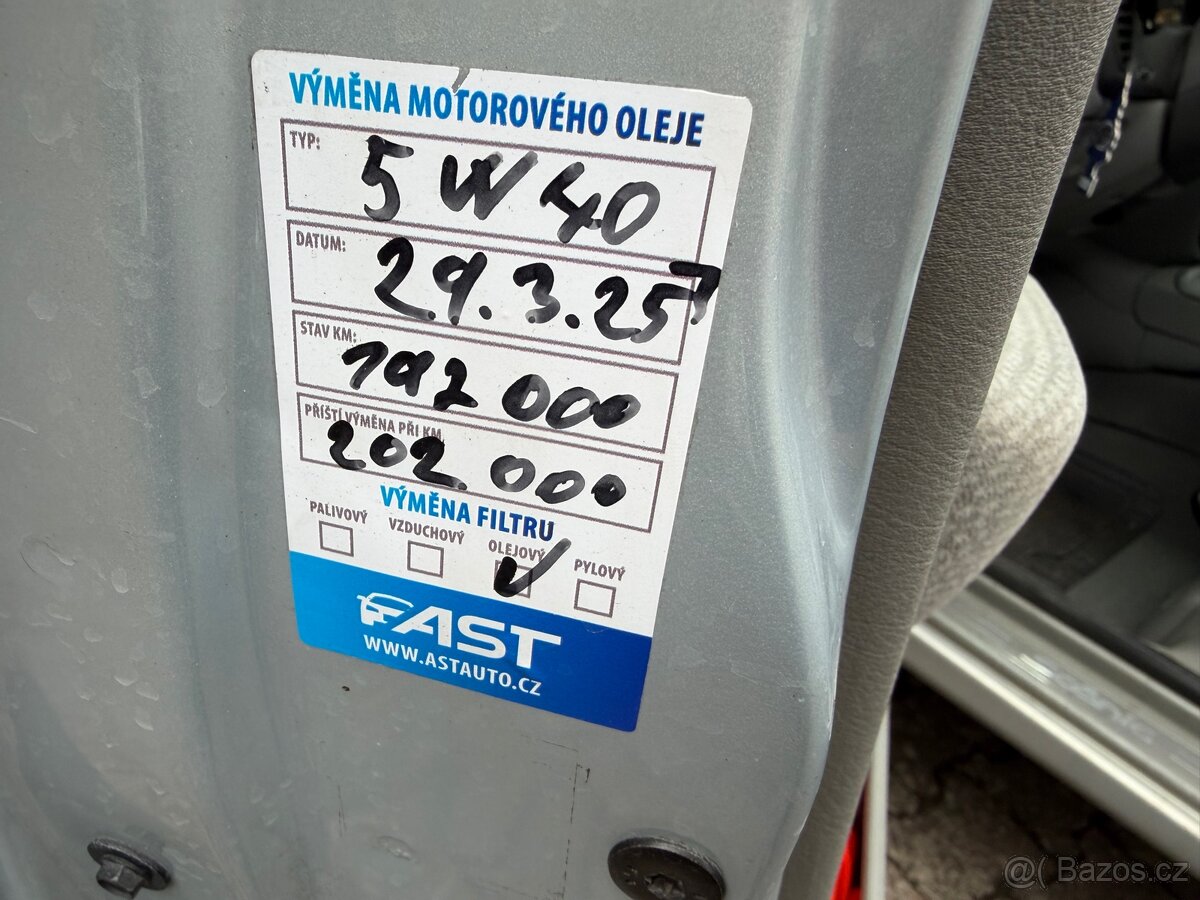 VÝMĚNA MOTOROVÉHO OLEJE
TYP: 5W40
DATUM: 29.3.25
STAV KM: 192 000
PŘÍŠTÍ VÝMĚNA PŘI KM 202 000
VÝMĚNA FILTRU
PALIVOVÝ VZDUCHOVÝ OLEJOVÝ PYLOVÝ
AST
WWW.ASTAUTO.CZ
@( Bazos.cz